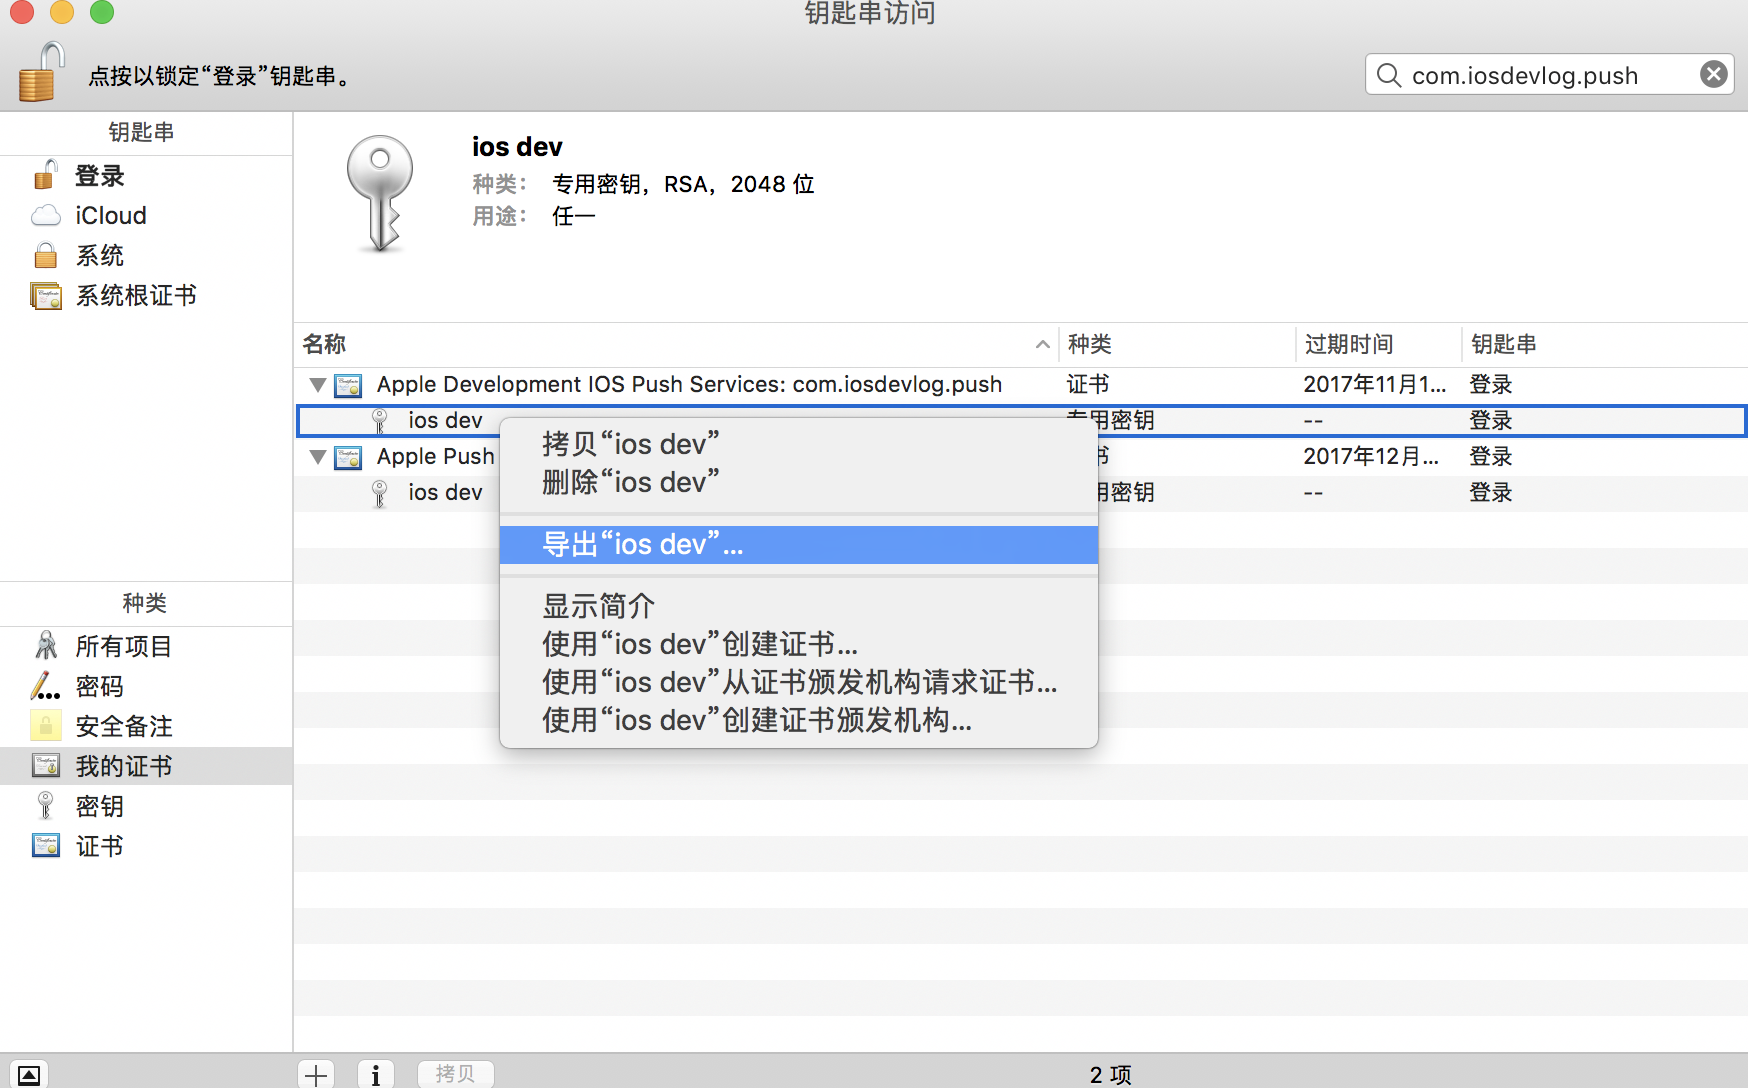 钥匙串访问
点按以锁定“登录”钥匙串。
com.iosdevlog.push
钥匙串
登录
iCloud
系统
系统根证书
种类
所有项目
密码
安全备注
我的证书
密钥
证书
ios dev
种类： 专用密钥，RSA，2048 位
用途： 任一
名称 种类 过期时间 钥匙串
Apple Development IOS Push Services: com.iosdevlog.push 证书 2017年11月1... 登录
ios dev 专用密钥 -- 登录
Apple Push 书 2017年12月... 登录
ios dev 用密钥 -- 登录
拷贝“ios dev”
删除“ios dev”
导出“ios dev”...
显示简介
使用“ios dev”创建证书...
使用“ios dev”从证书颁发机构请求证书...
使用“ios dev”创建证书颁发机构...
拷贝
2 项